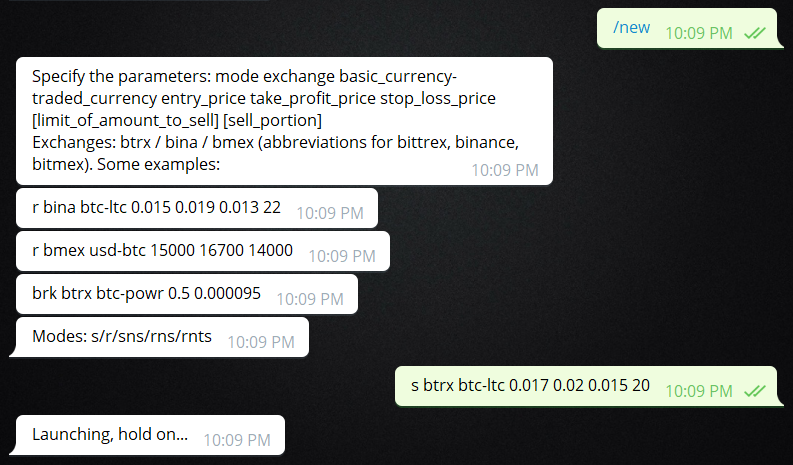 /new 10:09 PM
Specify the parameters: mode exchange basic_currency-
traded_currency entry_price take_profit_price stop_loss_price
[limit_of_amount_to_sell] [sell_portion]
Exchanges: btrx / bina / bmex (abbreviations for bittrex, binance,
bitmex). Some examples: 10:09 PM
r bina btc-ltc 0.015 0.019 0.013 22 10:09 PM
r bmex usd-btc 15000 16700 14000 10:09 PM
brk btrx btc-powr 0.5 0.000095 10:09 PM
Modes: s/r/sns/rns/rnts 10:09 PM
s btrx btc-ltc 0.017 0.02 0.015 20 10:09 PM
Launching, hold on... 10:09 PM